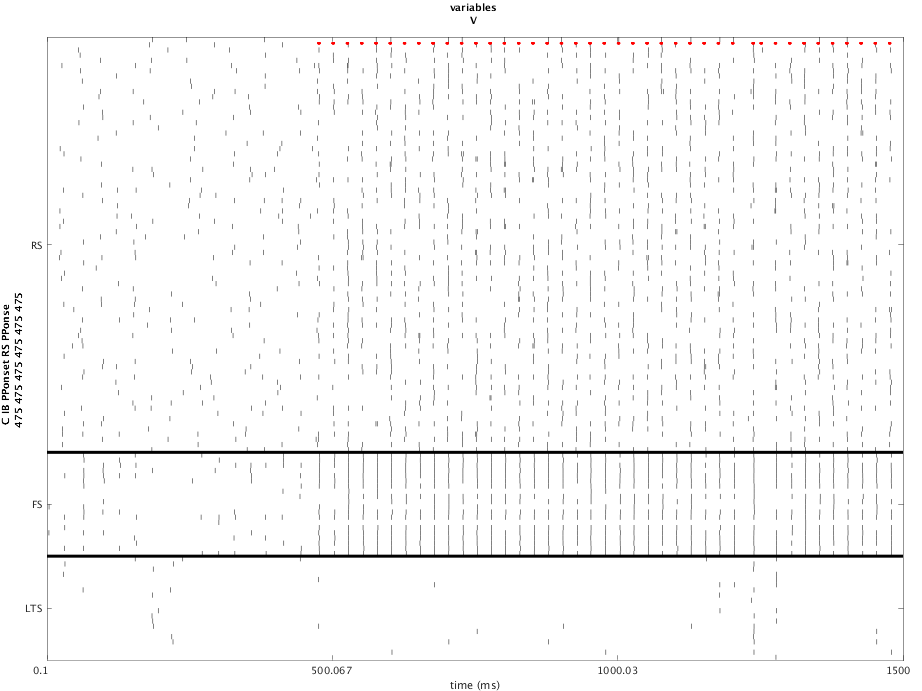 variables
V
RS
FS
LTS
C IB PPonset RS PPonse
475 475 475 475 475 475
0.1
500.067
1000.03
1500
time (ms)